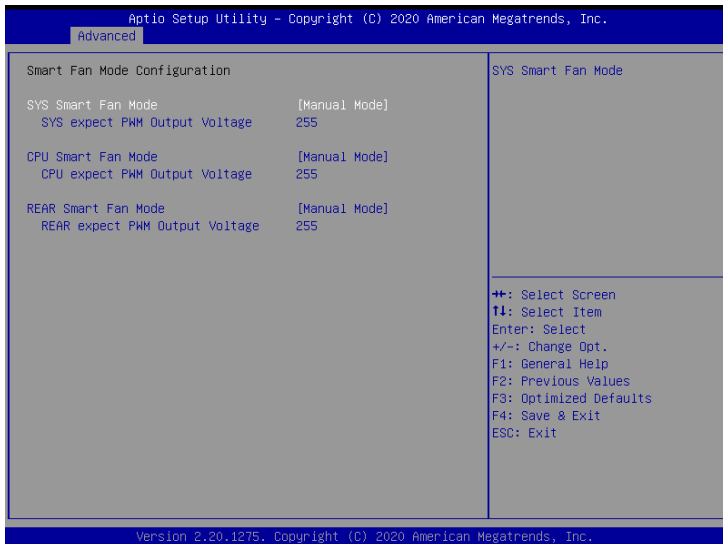 Aptio Setup Utility – Copyright (C) 2020 American Megatrends, Inc.
Advanced
Smart Fan Mode Configuration
SYS Smart Fan Mode [Manual Mode]
SYS expect PWM Output Voltage 255
CPU Smart Fan Mode [Manual Mode]
CPU expect PWM Output Voltage 255
REAR Smart Fan Mode [Manual Mode]
REAR expect PWM Output Voltage 255
SYS Smart Fan Mode
→←: Select Screen
↑↓: Select Item
Enter: Select
+/-: Change Opt.
F1: General Help
F2: Previous Values
F3: Optimized Defaults
F4: Save & Exit
ESC: Exit
Version 2.20.1275. Copyright (C) 2020 American Megatrends, Inc.